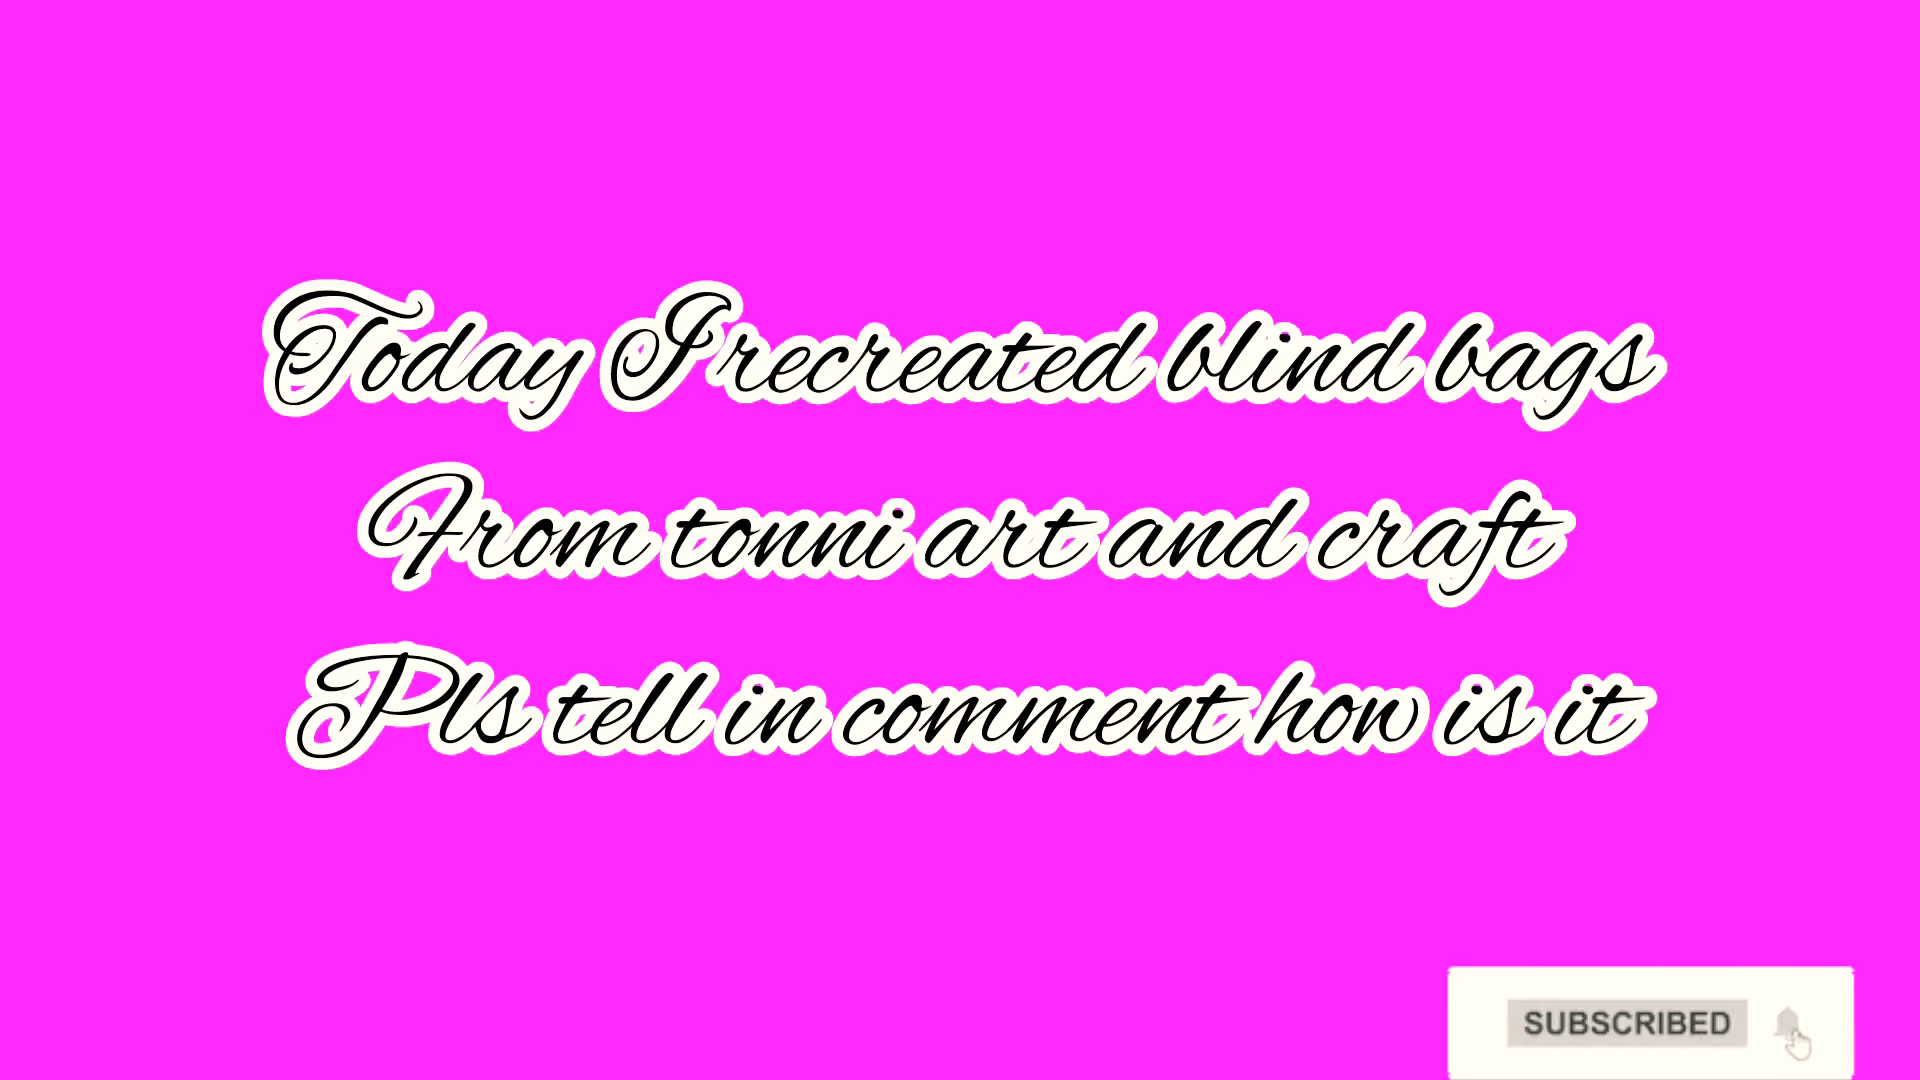 Today I recreated blind bags
From tonni art and craft
Pls tell in comment how is it
SUBSCRIBED